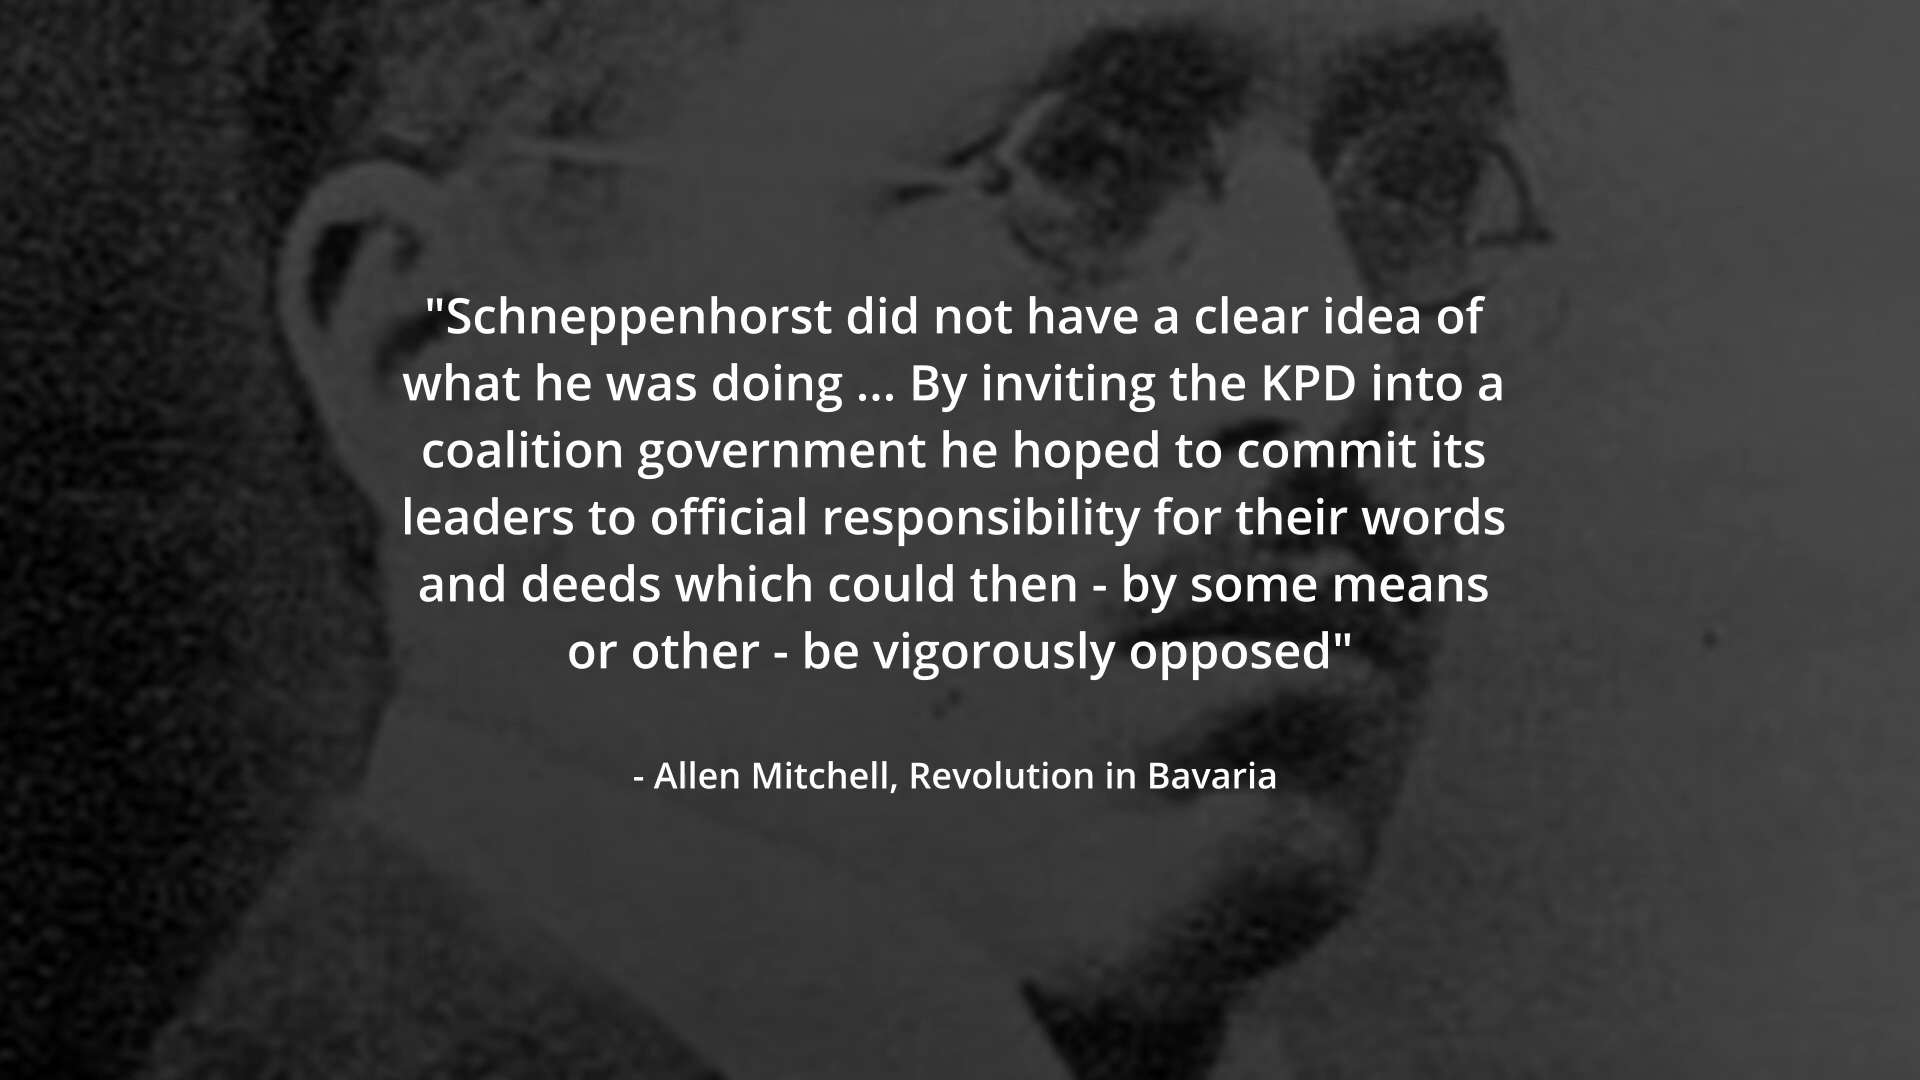 "Schneppenhorst did not have a clear idea of
what he was doing ... By inviting the KPD into a
coalition government he hoped to commit its
leaders to official responsibility for their words
and deeds which could then - by some means
or other - be vigorously opposed"
- Allen Mitchell, Revolution in Bavaria